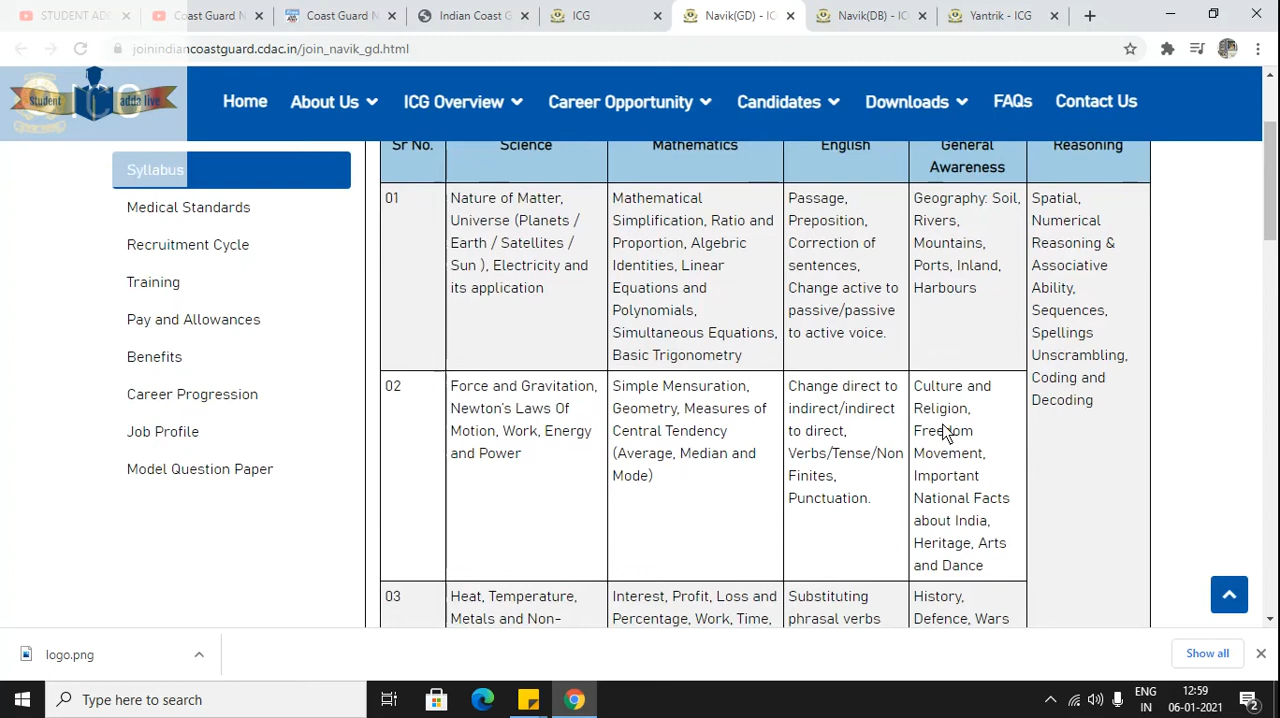 STUDENT AD
Coast Guard N
Coast Guard N
Indian Coast G
ICG
Navik(GD) - IC
Navik(DB) - IC
Yantrik - ICG
joinindiancoastguard.cdac.in/join_navik_gd.html
Student
adda live
ICG
Home
About Us
ICG Overview
Career Opportunity
Candidates
Downloads
FAQs
Contact Us
Syllabus
Medical Standards
Recruitment Cycle
Training
Pay and Allowances
Benefits
Career Progression
Job Profile
Model Question Paper
Sr No.
Science
Mathematics
English
General
Awareness
Reasoning
01
Nature of Matter,
Universe (Planets /
Earth / Satellites /
Sun ), Electricity and
its application
Mathematical
Simplification, Ratio and
Proportion, Algebric
Identities, Linear
Equations and
Polynomials,
Simultaneous Equations,
Basic Trigonometry
Passage,
Preposition,
Correction of
sentences,
Change active to
passive/passive
to active voice.
Geography: Soil,
Rivers,
Mountains,
Ports, Inland,
Harbours
Spatial,
Numerical
Reasoning &
Associative
Ability,
Sequences,
Spellings
Unscrambling,
Coding and
Decoding
02
Force and Gravitation,
Newton's Laws Of
Motion, Work, Energy
and Power
Simple Mensuration,
Geometry, Measures of
Central Tendency
(Average, Median and
Mode)
Change direct to
indirect/indirect
to direct,
Verbs/Tense/Non
Finites,
Punctuation.
Culture and
Religion,
Freedom
Movement,
Important
National Facts
about India,
Heritage, Arts
and Dance
03
Heat, Temperature,
Metals and Non-
Interest, Profit, Loss and
Percentage, Work, Time,
Substituting
phrasal verbs
History,
Defence, Wars
logo.png
Show all
Type here to search
ENG
IN
12:59
06-01-2021
2